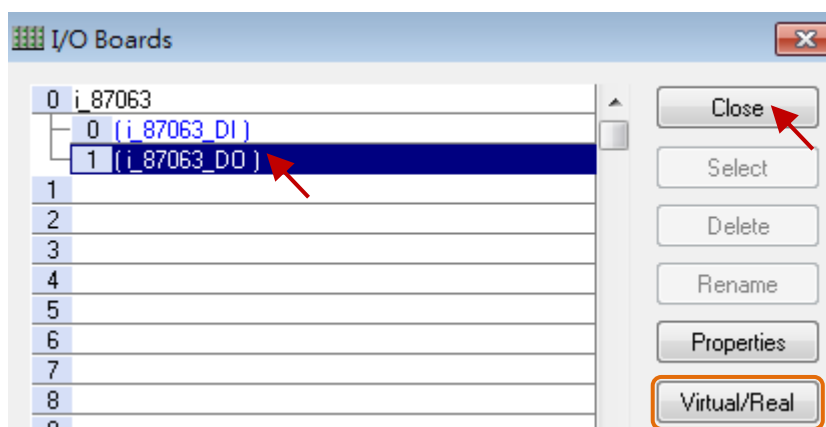 I/O Boards
0 i_87063
0 ( i_87063_DI )
1 ( i_87063_DO )
1
2
3
4
5
6
7
8
Close
Select
Delete
Rename
Properties
Virtual/Real